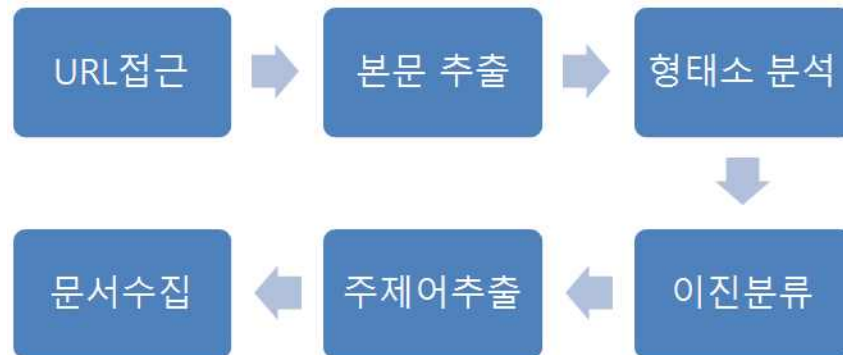 URL접근
본문 추출
형태소 분석
이진분류
주제어추출
문서수집